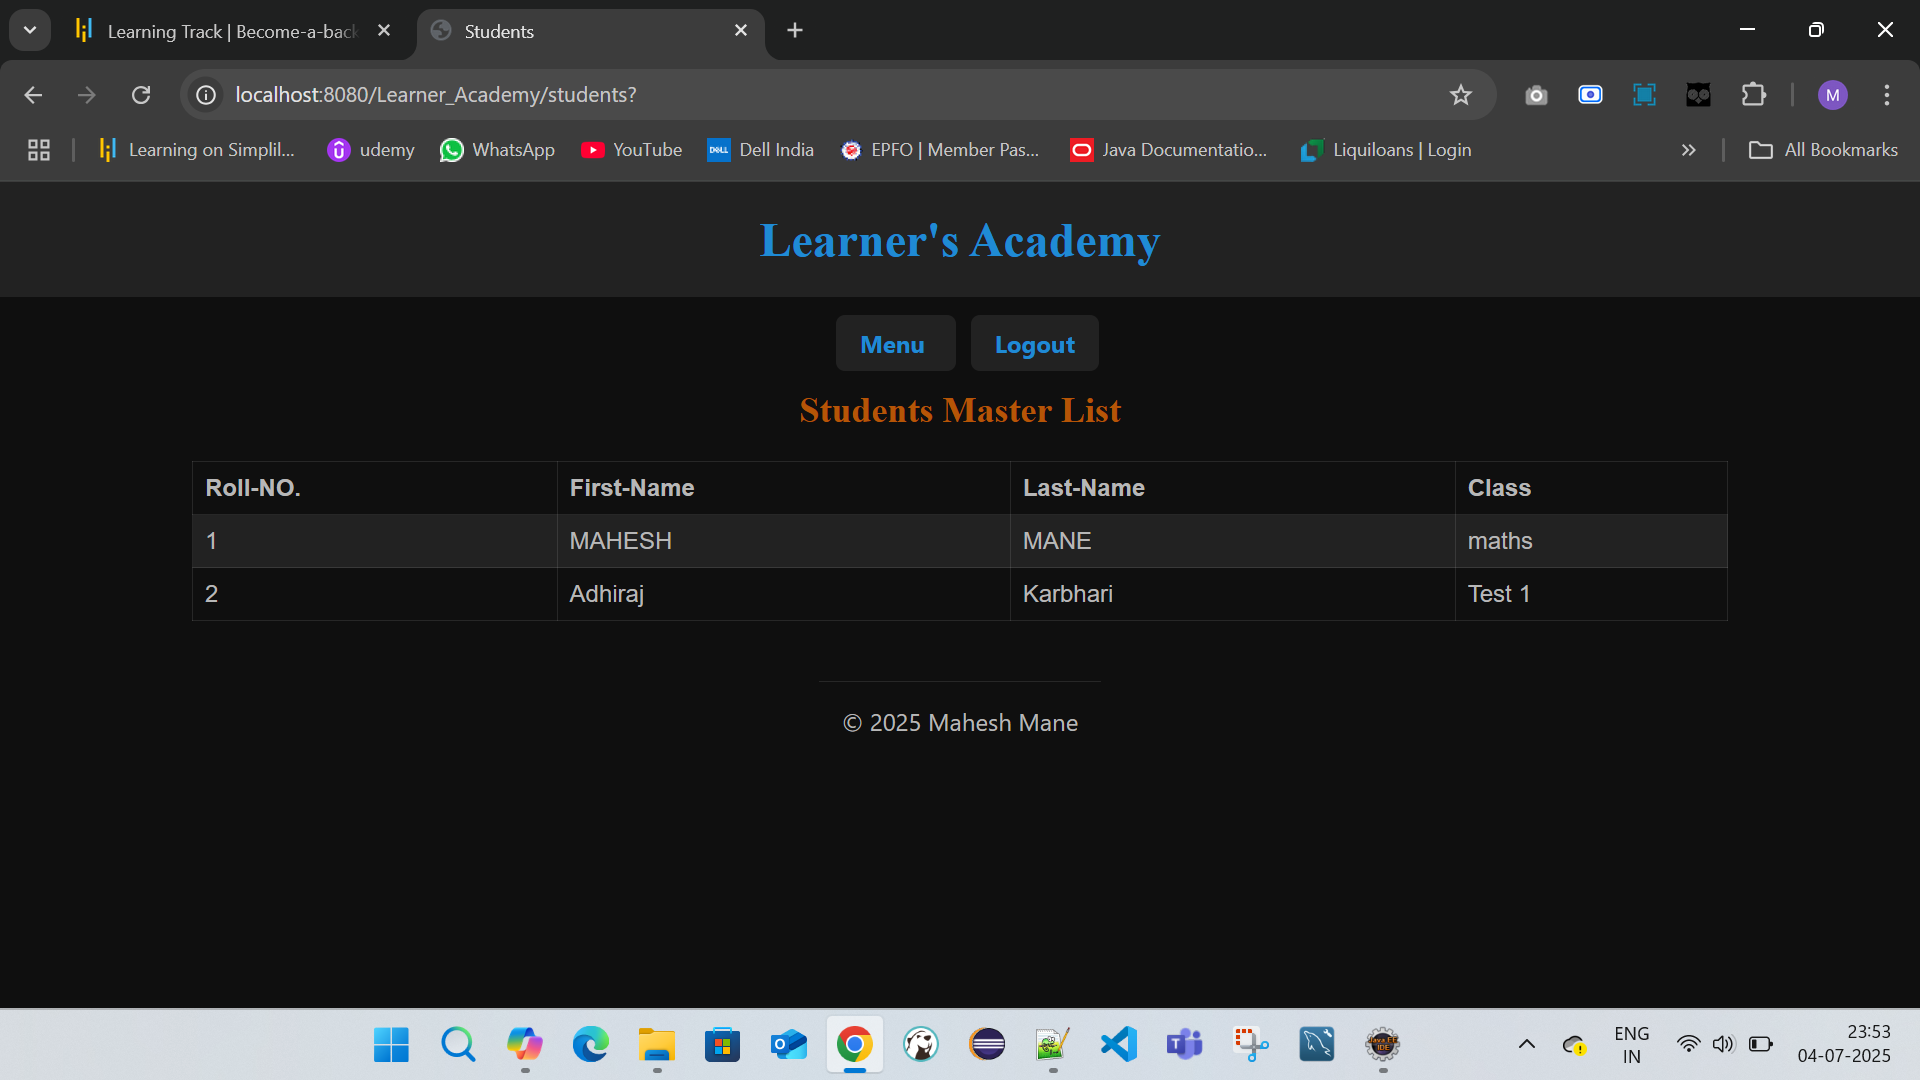 Learning Track | Become-a-back
Students
localhost:8080/Learner_Academy/students?
M
Learning on Simplil...
udemy
WhatsApp
YouTube
DELL
Dell India
EPFO | Member Pas...
Java Documentatio...
Liquiloans | Login
All Bookmarks
Learner's Academy
Menu
Logout
Students Master List
Roll-NO. First-Name Last-Name Class
1 MAHESH MANE maths
2 Adhiraj Karbhari Test 1
© 2025 Mahesh Mane
ENG
IN
23:53
04-07-2025